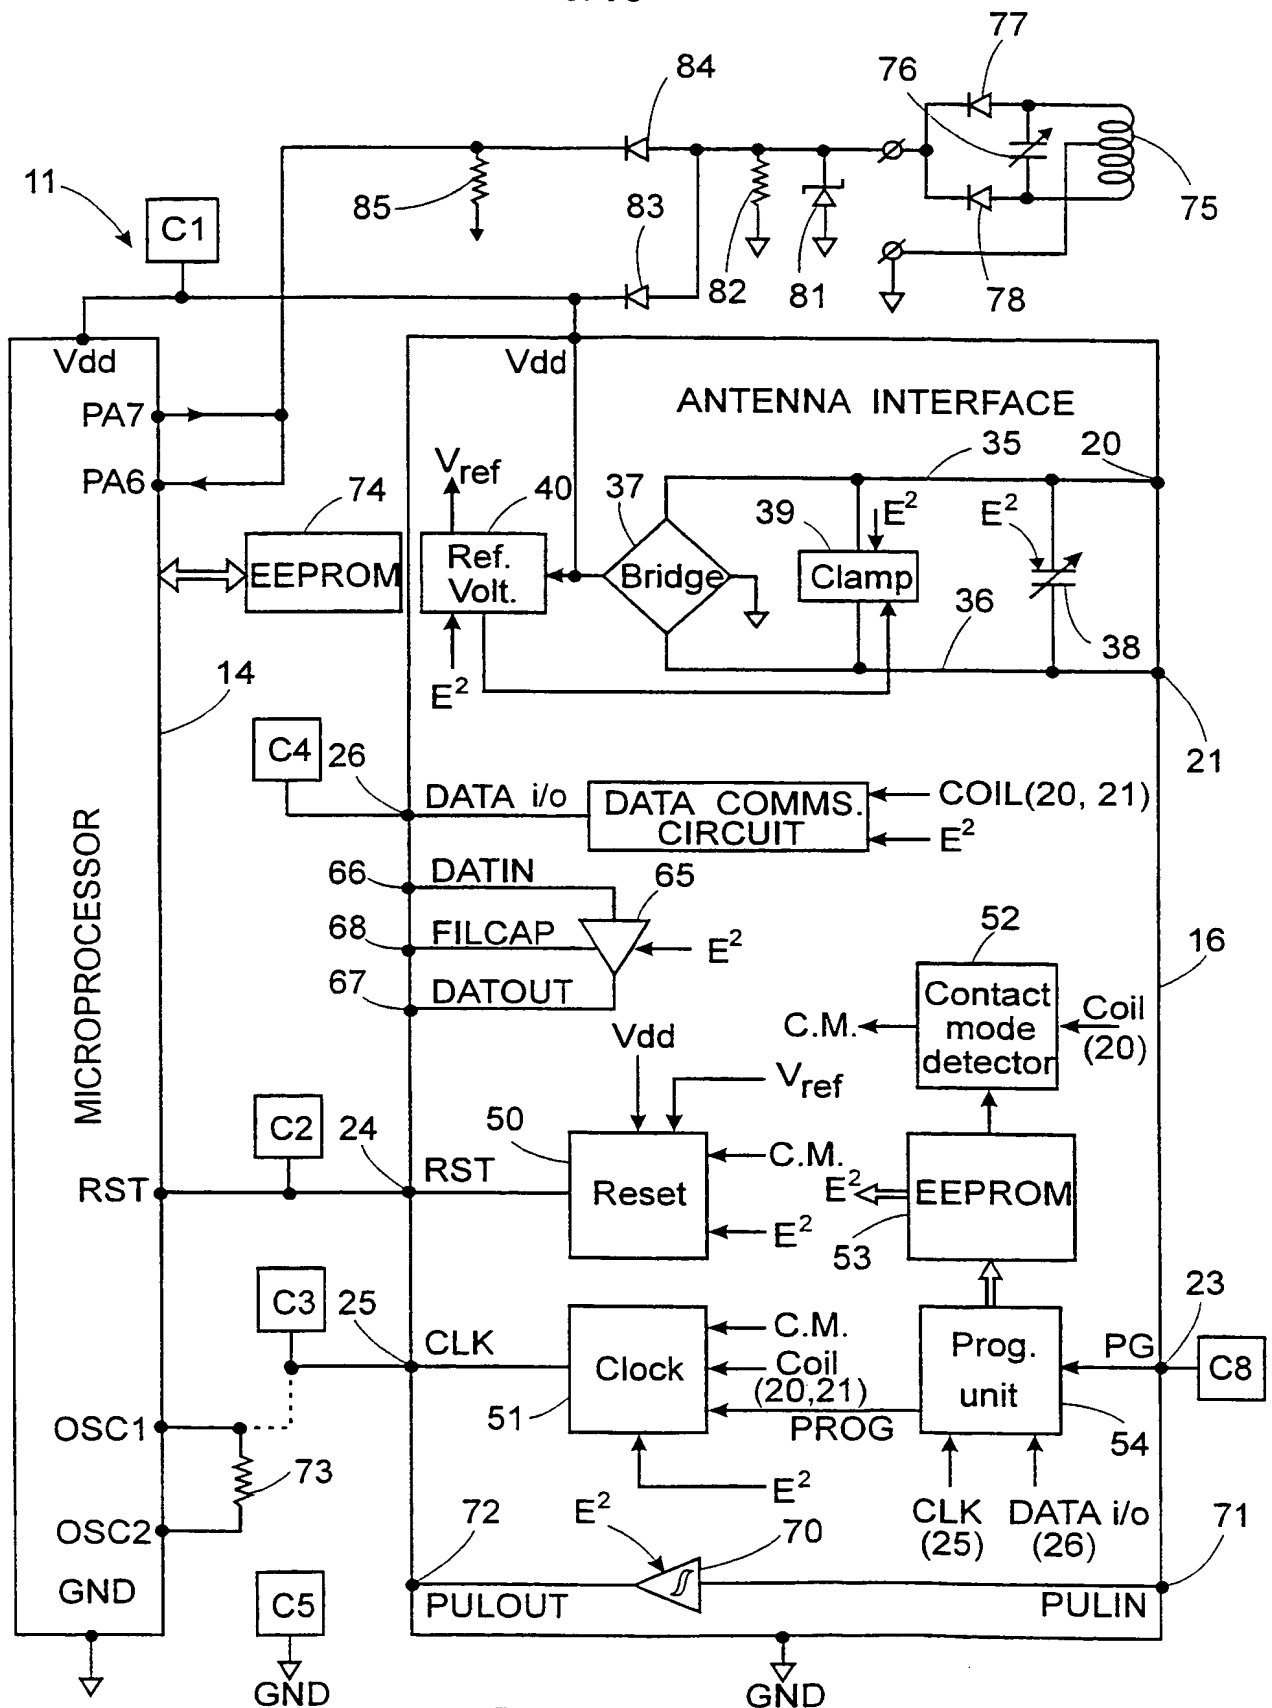 77
76
84
75
11
C1
85
83
82
81
78
Vdd
Vdd
ANTENNA INTERFACE
PA7
PA6
Vref
40
37
35
20
74
39
E²
E²
EEPROM
Ref.
Volt.
Bridge
Clamp
36
38
E²
14
21
C4
26
DATA i/o
DATA COMMS.
CIRCUIT
COIL(20, 21)
E²
MICROPROCESSOR
66
DATIN
65
68
FILCAP
E²
67
DATOUT
52
16
Contact
mode
detector
C.M.
Coil
(20)
Vdd
Vref
C2
24
50
RST
RST
Reset
C.M.
E²
E²
EEPROM
53
C3
25
CLK
Clock
51
C.M.
Coil
(20,21)
PROG
E²
Prog.
unit
54
PG
23
C8
OSC1
73
OSC2
CLK
(25)
DATA i/o
(26)
72
E²
70
71
PULOUT
PULIN
GND
C5
GND
GND